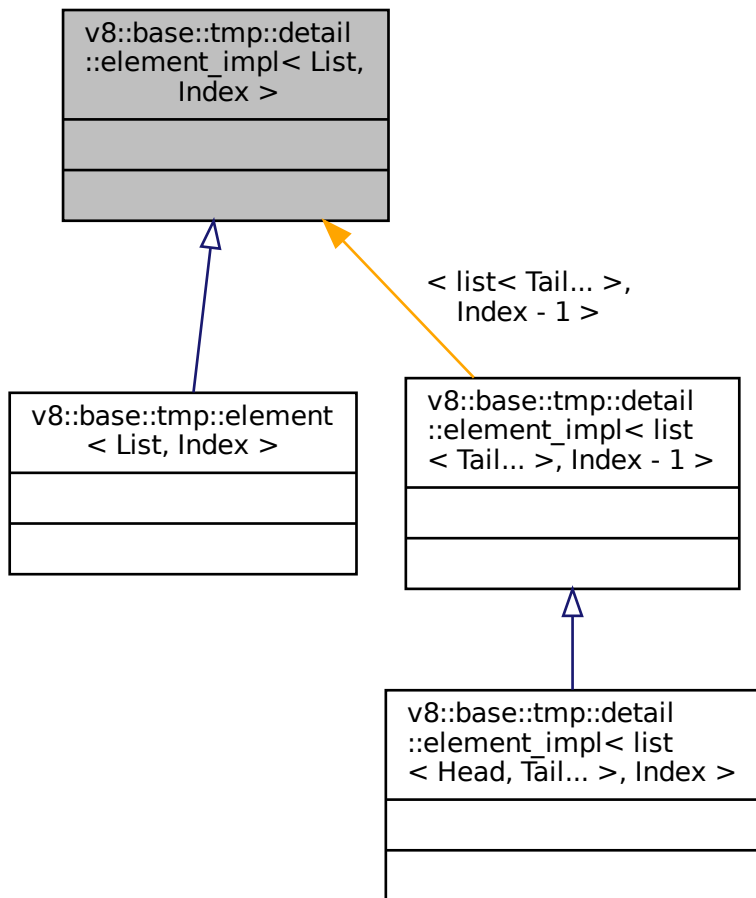 v8::base::tmp::detail
::element_impl< List,
Index >
< list< Tail... >,
Index - 1 >
v8::base::tmp::element
< List, Index >
v8::base::tmp::detail
::element_impl< list
< Tail... >, Index - 1 >
v8::base::tmp::detail
::element_impl< list
< Head, Tail... >, Index >